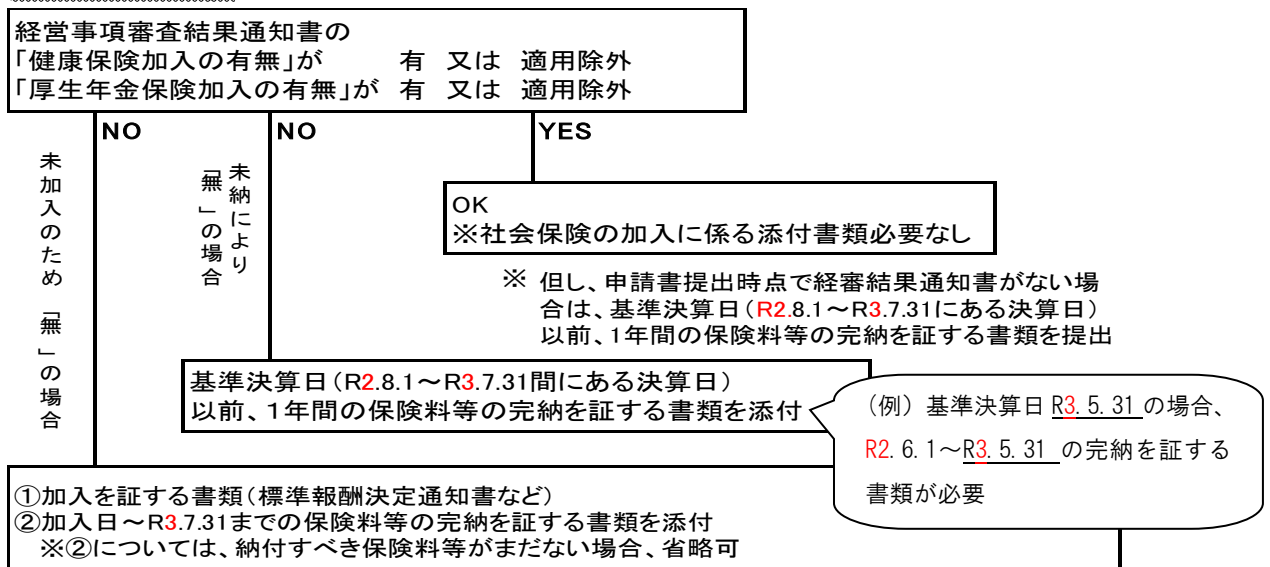 経営事項審査結果通知書の
「健康保険加入の有無」が　有　又は　適用除外
「厚生年金保険加入の有無」が　有　又は　適用除外
NO
NO
YES
未加入のため「無」の場合
未納により
「無」の場合
OK
※社会保険の加入に係る添付書類必要なし
※ 但し、申請書提出時点で経審結果通知書がない場
合は、基準決算日（R2.8.1～R3.7.31にある決算日）
以前、1年間の保険料等の完納を証する書類を提出
基準決算日（R2.8.1～R3.7.31間にある決算日）
以前、1年間の保険料等の完納を証する書類を添付
（例）基準決算日 R3.5.31 の場合、
R2.6.1～R3.5.31 の完納を証する
書類が必要
①加入を証する書類（標準報酬決定通知書など）
②加入日～R3.7.31までの保険料等の完納を証する書類を添付
※②については、納付すべき保険料等がまだない場合、省略可